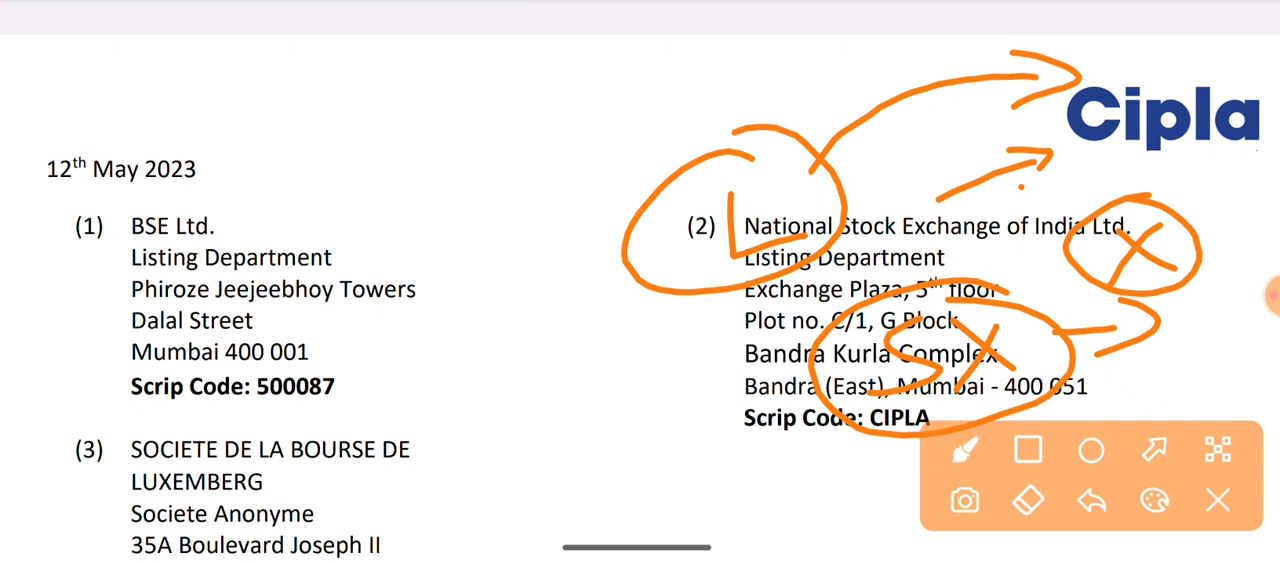 Cipla
12th May 2023
(1) BSE Ltd.
Listing Department
Phiroze Jeejeebhoy Towers
Dalal Street
Mumbai 400 001
Scrip Code: 500087
(2) National Stock Exchange of India Ltd.
Listing Department
Exchange Plaza, 5th floor
Plot no. C/1, G Block
Bandra Kurla Complex
Bandra (East), Mumbai - 400 051
Scrip Code: CIPLA
(3) SOCIETE DE LA BOURSE DE
LUXEMBERG
Societe Anonyme
35A Boulevard Joseph II
L
X
SX